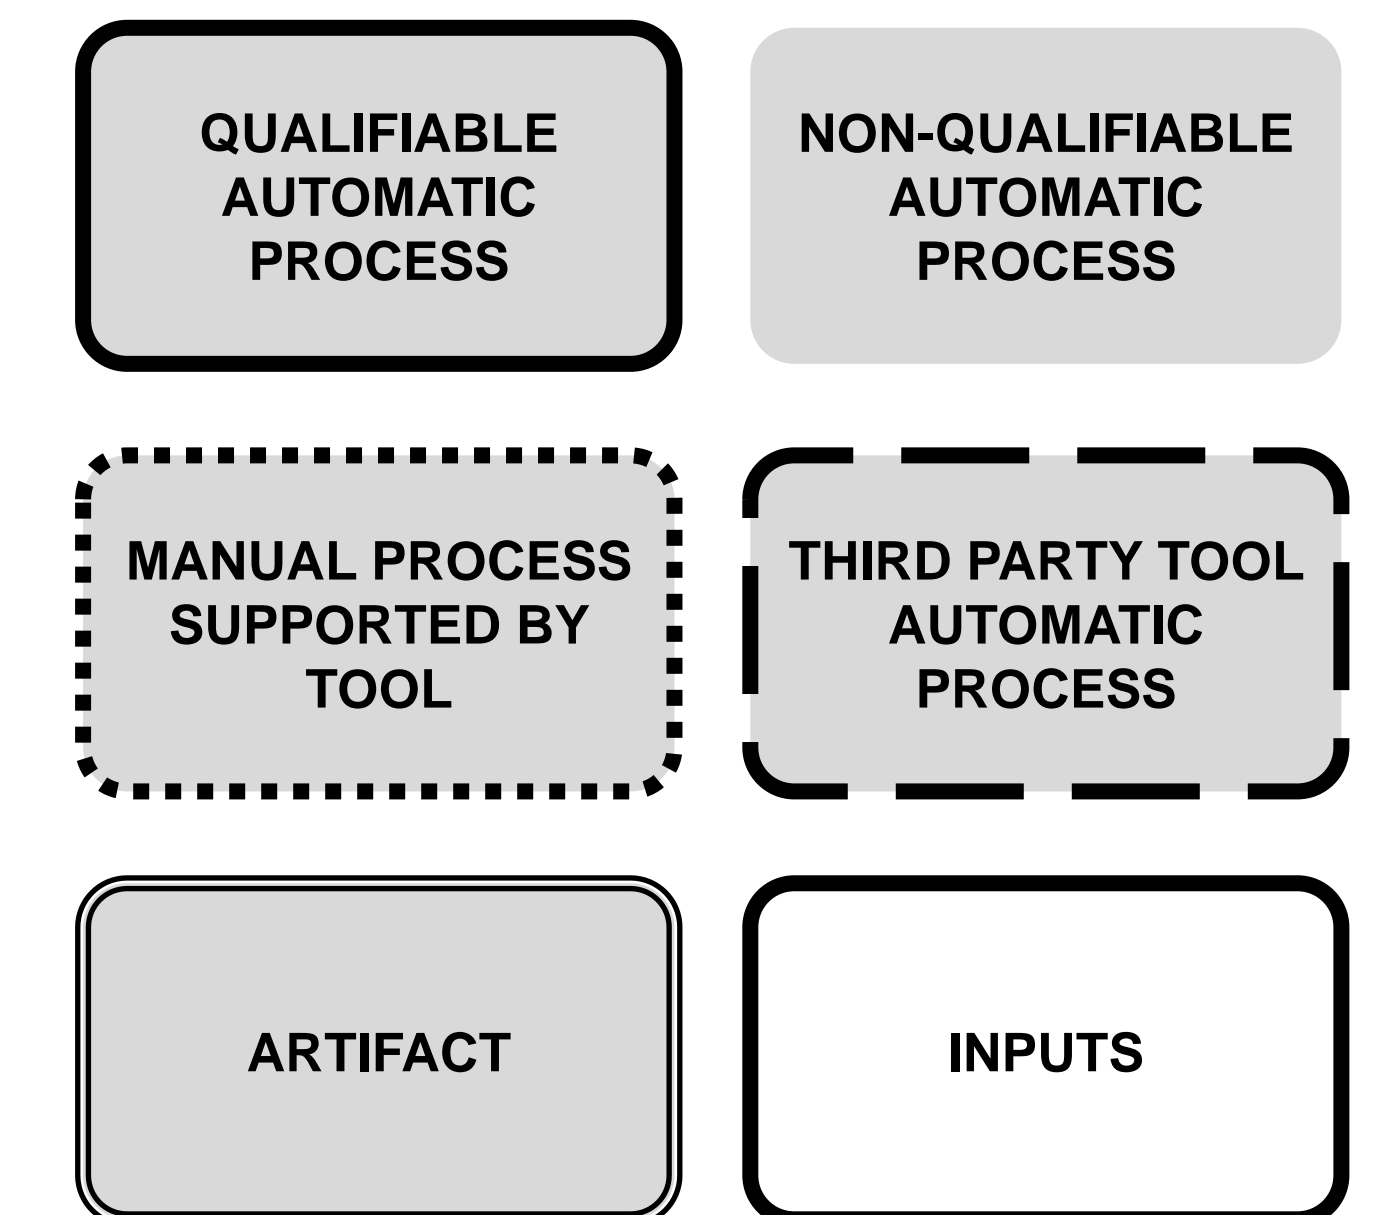 QUALIFIABLE
AUTOMATIC
PROCESS
NON-QUALIFIABLE
AUTOMATIC
PROCESS
MANUAL PROCESS
SUPPORTED BY
TOOL
THIRD PARTY TOOL
AUTOMATIC
PROCESS
ARTIFACT
INPUTS